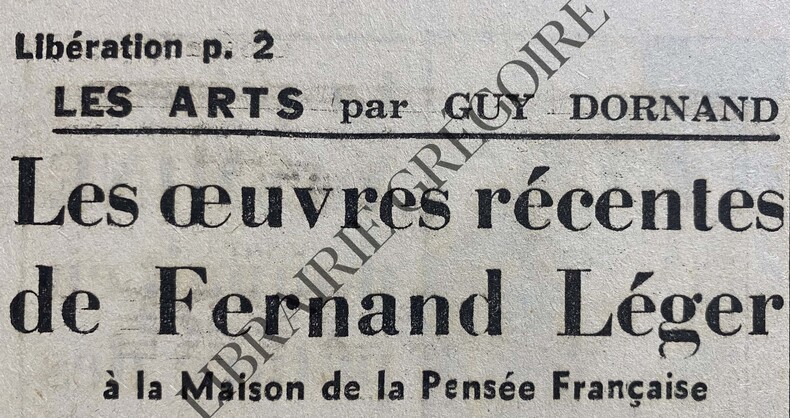 Libération p. 2
LES ARTS par GUY DORNAND
Les œuvres récentes
de Fernand Léger
à la Maison de la Pensée Française
LIBRAIRIE GREGOIRE